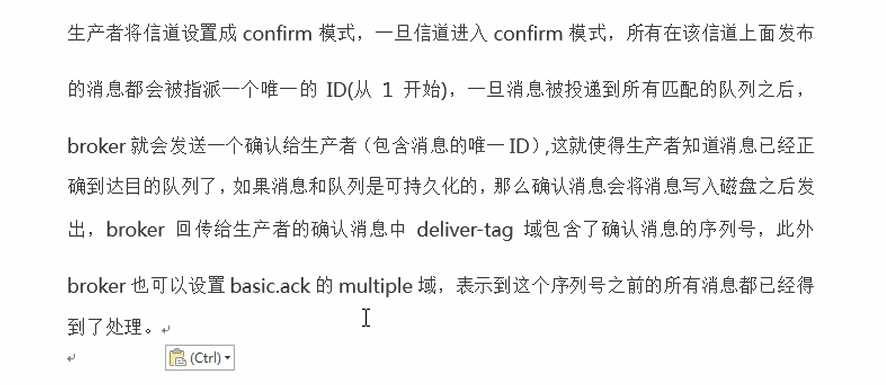 生产者将信道设置成 confirm 模式，一旦信道进入 confirm 模式，所有在该信道上面发布
的消息都会被指派一个唯一的 ID(从 1 开始)，一旦消息被投递到所有匹配的队列之后，
broker 就会发送一个确认给生产者（包含消息的唯一 ID）,这就使得生产者知道消息已经正
确到达目的队列了，如果消息和队列是可持久化的，那么确认消息会将消息写入磁盘之后发
出，broker 回传给生产者的确认消息中 deliver-tag 域包含了确认消息的序列号，此外
broker 也可以设置 basic.ack 的 multiple 域，表示到这个序列号之前的所有消息都已经得
到了处理。
(Ctrl)